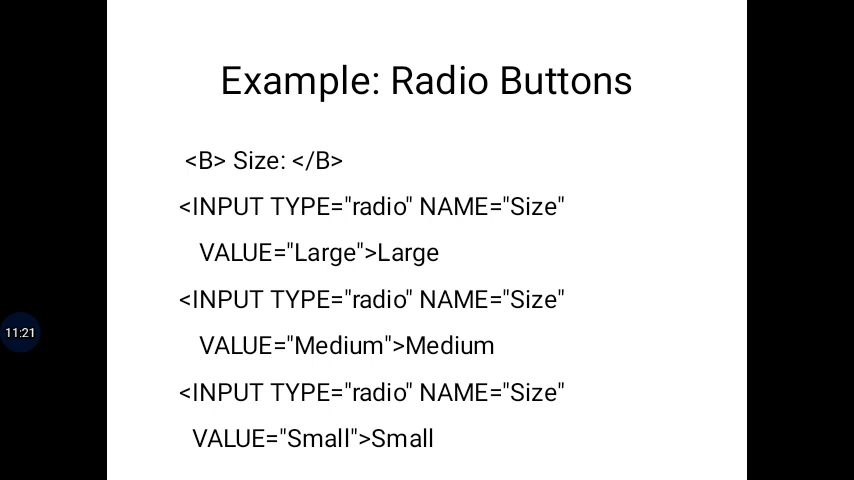 Example: Radio Buttons
<B> Size: </B>
<INPUT TYPE="radio" NAME="Size"
VALUE="Large">Large
<INPUT TYPE="radio" NAME="Size"
11:21
VALUE="Medium">Medium
<INPUT TYPE="radio" NAME="Size"
VALUE="Small">Small